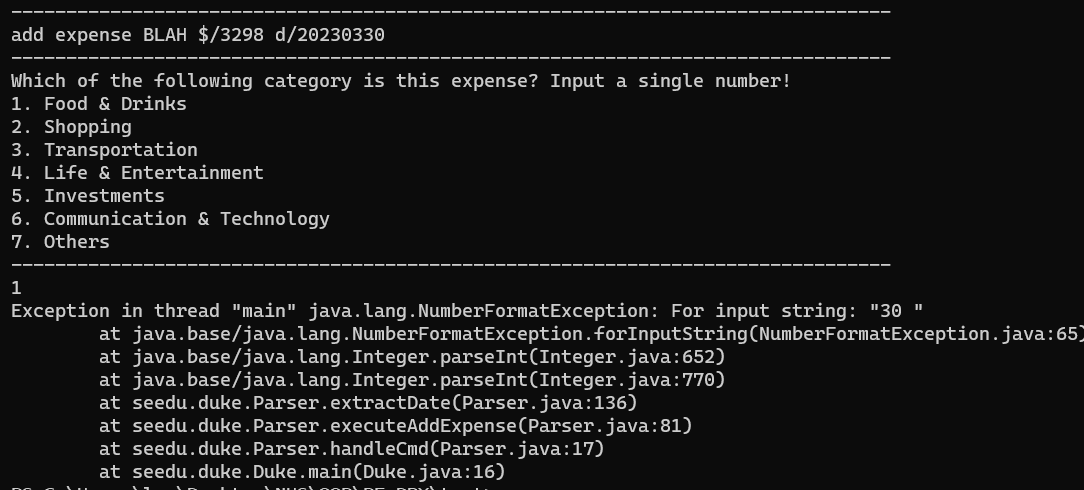 --------------------------------------------------------------------------------
add expense BLAH $/3298 d/20230330
--------------------------------------------------------------------------------
Which of the following category is this expense? Input a single number!
1. Food & Drinks
2. Shopping
3. Transportation
4. Life & Entertainment
5. Investments
6. Communication & Technology
7. Others
--------------------------------------------------------------------------------
1
Exception in thread "main" java.lang.NumberFormatException: For input string: "30 "
        at java.base/java.lang.NumberFormatException.forInputString(NumberFormatException.java:65)
        at java.base/java.lang.Integer.parseInt(Integer.java:652)
        at java.base/java.lang.Integer.parseInt(Integer.java:770)
        at seedu.duke.Parser.extractDate(Parser.java:136)
        at seedu.duke.Parser.executeAddExpense(Parser.java:81)
        at seedu.duke.Parser.handleCmd(Parser.java:17)
        at seedu.duke.Duke.main(Duke.java:16)